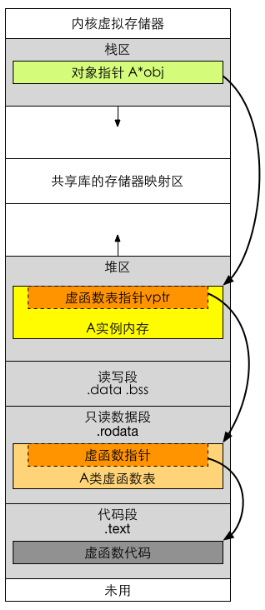 内核虚拟存储器
栈区
对象指针 A*obj
共享库的存储器映射区
堆区
虚函数表指针vptr
A实例内存
读写段
.data .bss
只读数据段
.rodata
虚函数指针
A类虚函数表
代码段
.text
虚函数代码
未用